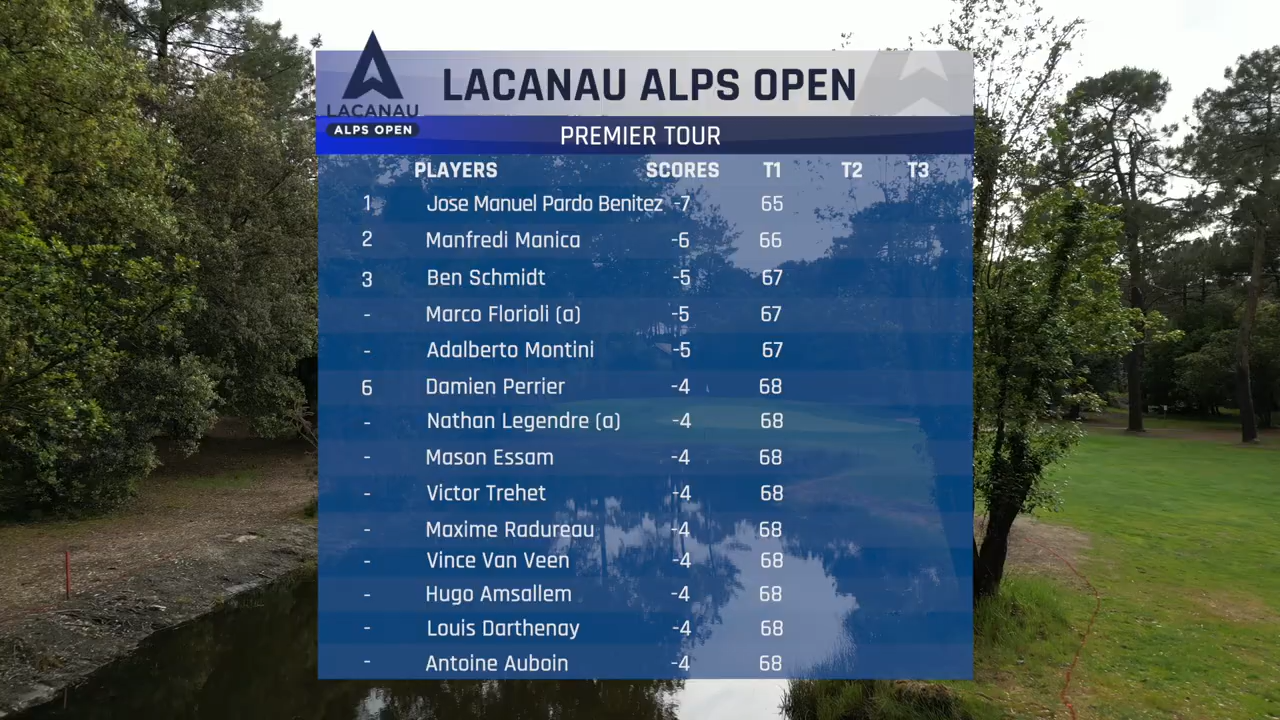 LACANAU ALPS OPEN
LACANAU
ALPS OPEN
PREMIER TOUR
PLAYERS SCORES T1 T2 T3
1 Jose Manuel Pardo Benitez -7 65
2 Manfredi Manica -6 66
3 Ben Schmidt -5 67
- Marco Florioli (a) -5 67
- Adalberto Montini -5 67
6 Damien Perrier -4 68
- Nathan Legendre (a) -4 68
- Mason Essam -4 68
- Victor Trehet -4 68
- Maxime Radureau -4 68
- Vince Van Veen -4 68
- Hugo Amsallem -4 68
- Louis Darthenay -4 68
- Antoine Auboin -4 68